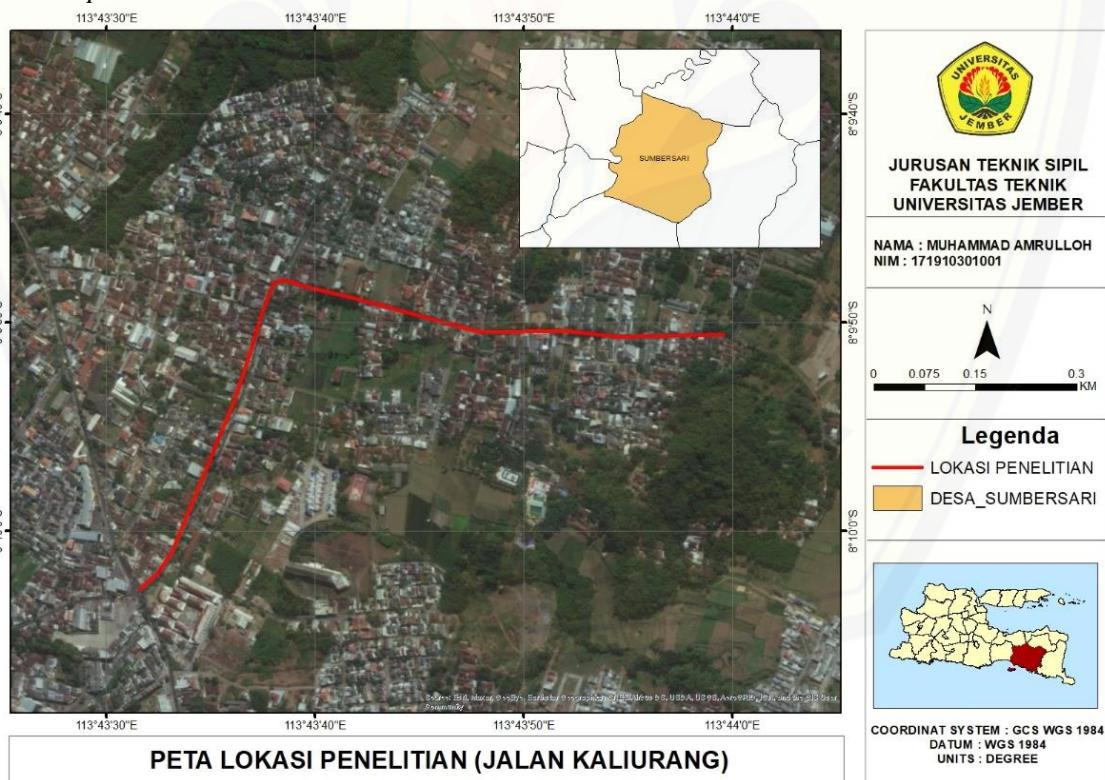 113°43'30"E 113°43'40"E 113°43'50"E 113°44'0"E
8°9'40"S
8°9'50"S
8°10'0"S
SUMBERSARI
113°43'30"E 113°43'40"E 113°43'50"E 113°44'0"E
PETA LOKASI PENELITIAN (JALAN KALIURANG)
UNIVERSITAS
JEMBER
JURUSAN TEKNIK SIPIL
FAKULTAS TEKNIK
UNIVERSITAS JEMBER
NAMA : MUHAMMAD AMRULLOH
NIM : 171910301001
N
0 0.075 0.15 0.3
KM
Legenda
LOKASI PENELITIAN
DESA_SUMBERSARI
COORDINAT SYSTEM : GCS WGS 1984
DATUM : WGS 1984
UNITS : DEGREE